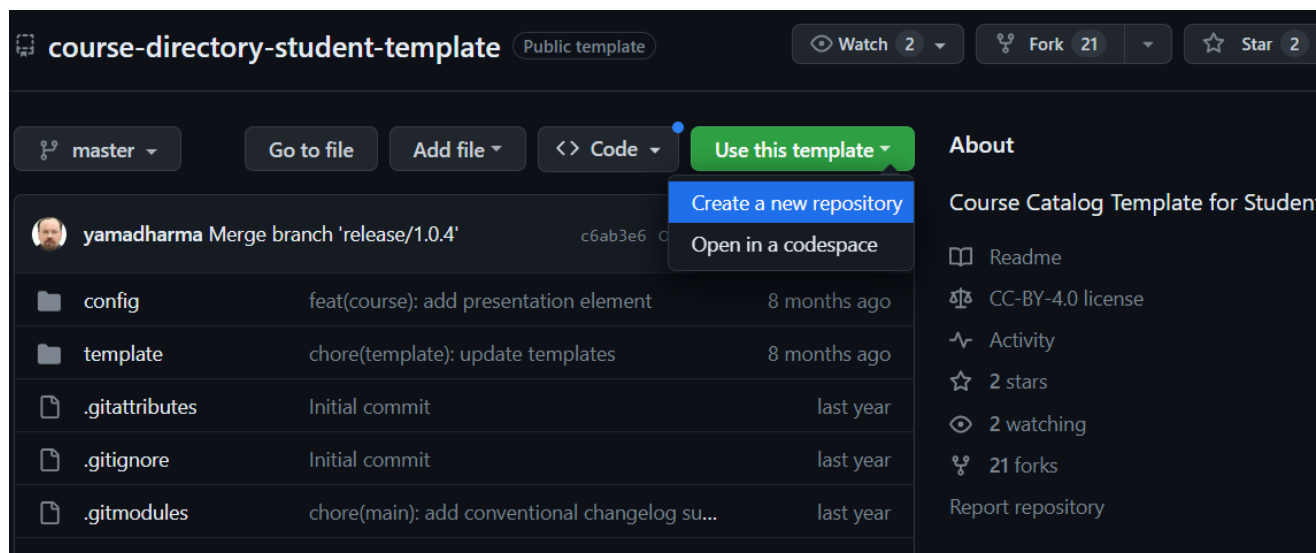 course-directory-student-template Public template Watch 2 Fork 21 Star 2
master Go to file Add file <> Code Use this template
Create a new repository
Open in a codespace
yamadharma Merge branch 'release/1.0.4' c6ab3e6
config feat(course): add presentation element 8 months ago
template chore(template): update templates 8 months ago
.gitattributes Initial commit last year
.gitignore Initial commit last year
.gitmodules chore(main): add conventional changelog su... last year
About
Course Catalog Template for Student
Readme
CC-BY-4.0 license
Activity
2 stars
2 watching
21 forks
Report repository